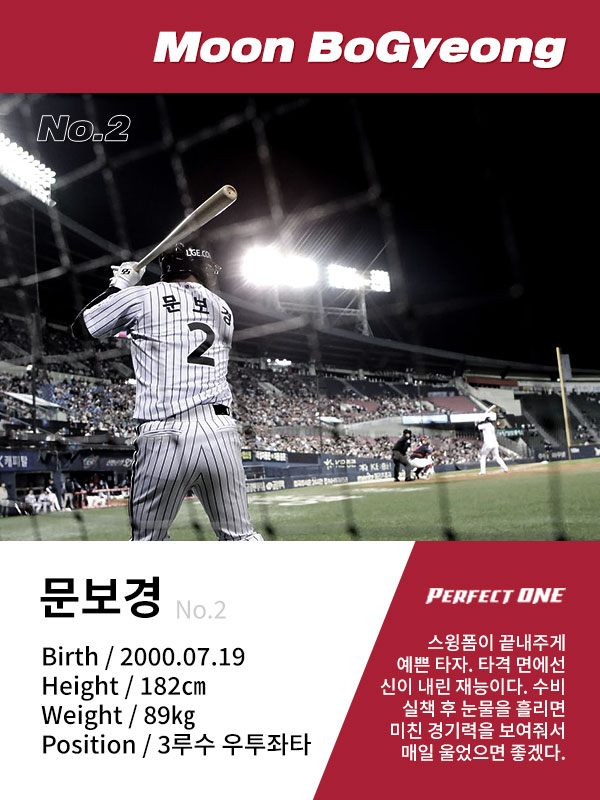 Moon BoGyeong
No.2
LGE.CO
문보경
2
문보경 No.2
Birth / 2000.07.19
Height / 182㎝
Weight / 89㎏
Position / 3루수 우투좌타
PERFECT ONE
스윙폼이 끝내주게
예쁜 타자. 타격 면에선
신이 내린 재능이다. 수비
실책 후 눈물을 흘리면
미친 경기력을 보여줘서
매일 울었으면 좋겠다.